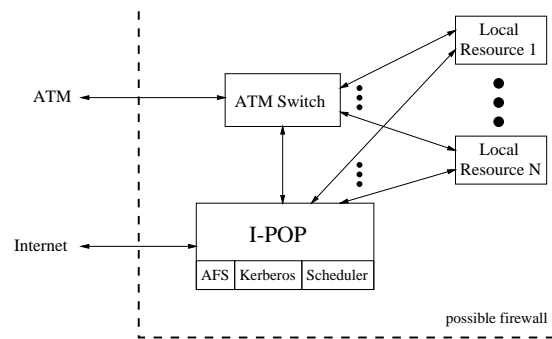 Local
Resource 1
ATM
ATM Switch
Local
Resource N
I-POP
Internet
AFS Kerberos Scheduler
possible firewall